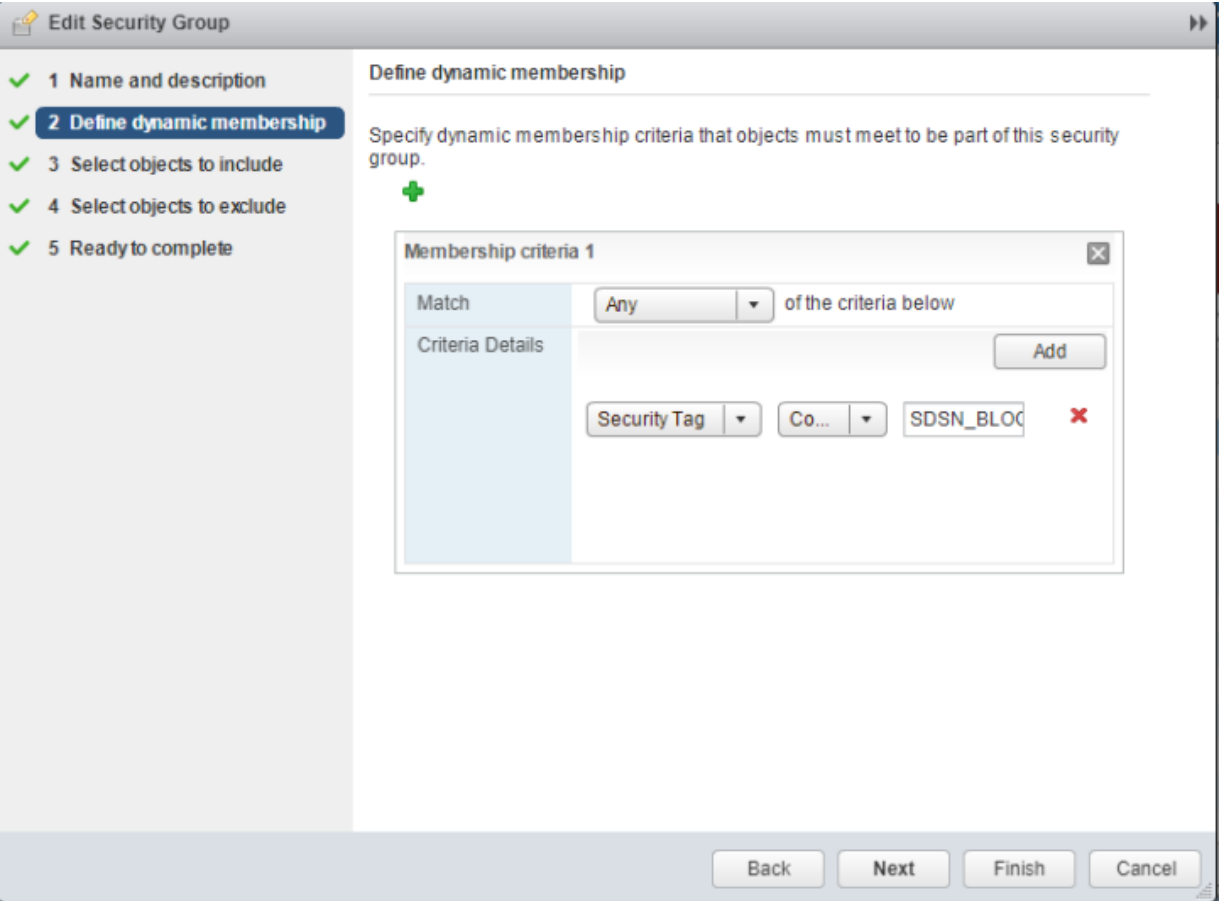 Edit Security Group
1 Name and description
2 Define dynamic membership
3 Select objects to include
4 Select objects to exclude
5 Ready to complete
Define dynamic membership
Specify dynamic membership criteria that objects must meet to be part of this security
group.
Membership criteria 1
Match Any of the criteria below
Criteria Details Add
Security Tag Co... SDSN_BLOC
Back Next Finish Cancel